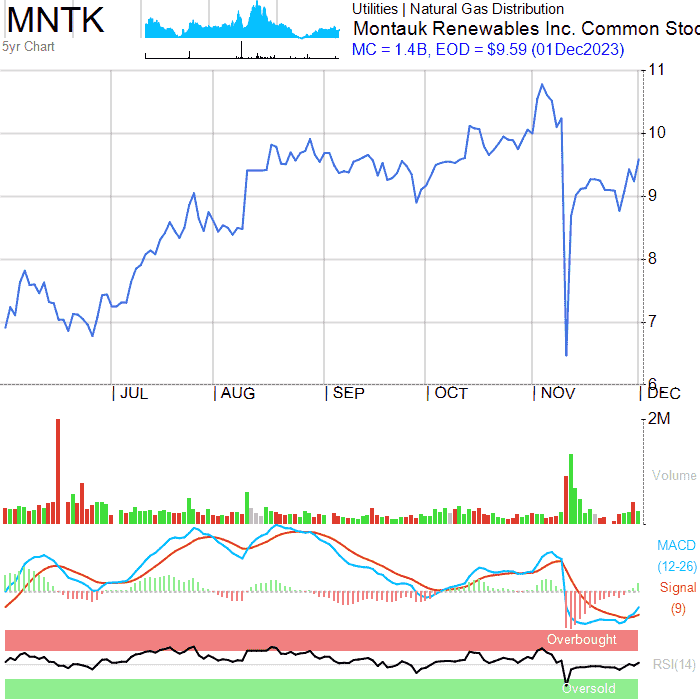 MNTK
5yr Chart
Utilities | Natural Gas Distribution
Montauk Renewables Inc. Common Stoc
MC = 1.4B, EOD = $9.59 (01Dec2023)
11
10
9
8
7
6
JUL
AUG
SEP
OCT
NOV
DEC
2M
Volume
MACD
(12-26)
Signal
(9)
Overbought
RSI(14)
Oversold